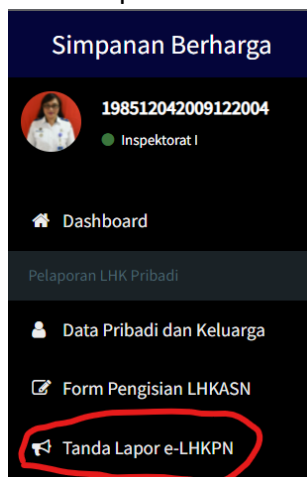 Simpanan Berharga
198512042009122004
Inspektorat I
Dashboard
Pelaporan LHK Pribadi
Data Pribadi dan Keluarga
Form Pengisian LHKASN
Tanda Lapor e-LHKPN